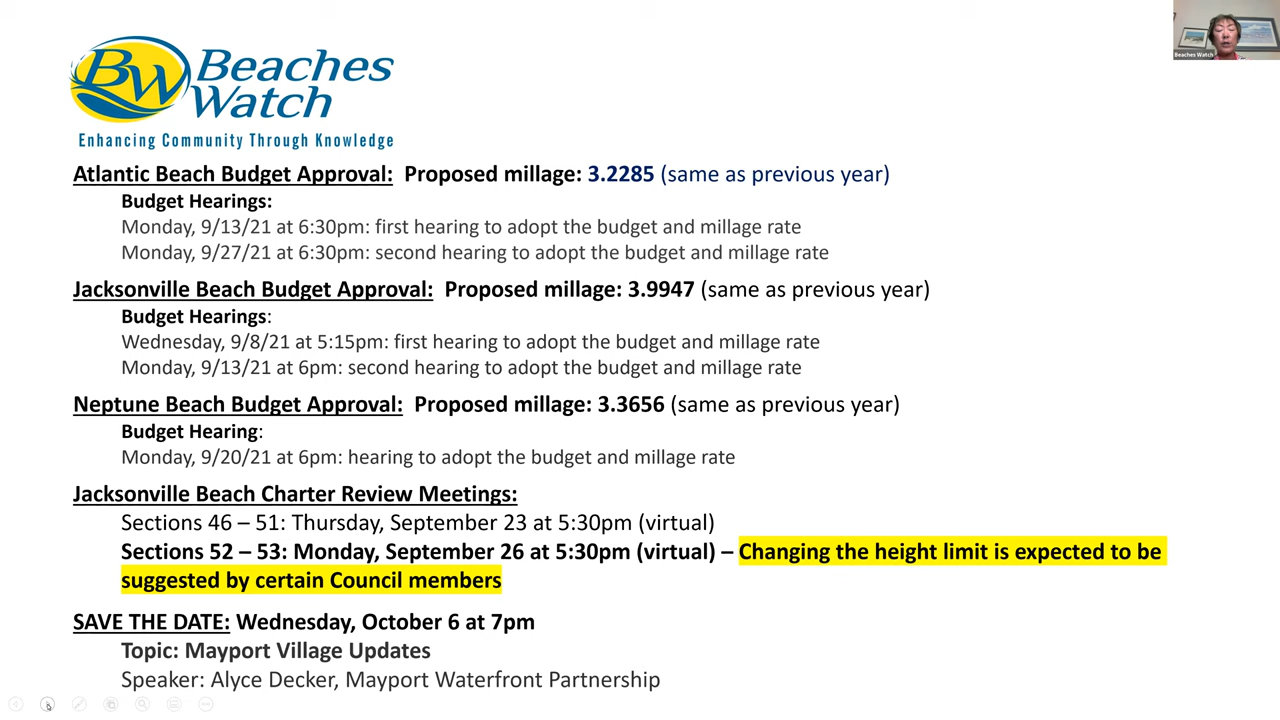 BW Beaches
Watch
Enhancing Community Through Knowledge
Atlantic Beach Budget Approval: Proposed millage: 3.2285 (same as previous year)
Budget Hearings:
Monday, 9/13/21 at 6:30pm: first hearing to adopt the budget and millage rate
Monday, 9/27/21 at 6:30pm: second hearing to adopt the budget and millage rate
Jacksonville Beach Budget Approval: Proposed millage: 3.9947 (same as previous year)
Budget Hearings:
Wednesday, 9/8/21 at 5:15pm: first hearing to adopt the budget and millage rate
Monday, 9/13/21 at 6pm: second hearing to adopt the budget and millage rate
Neptune Beach Budget Approval: Proposed millage: 3.3656 (same as previous year)
Budget Hearing:
Monday, 9/20/21 at 6pm: hearing to adopt the budget and millage rate
Jacksonville Beach Charter Review Meetings:
Sections 46 – 51: Thursday, September 23 at 5:30pm (virtual)
Sections 52 – 53: Monday, September 26 at 5:30pm (virtual) – Changing the height limit is expected to be
suggested by certain Council members
SAVE THE DATE: Wednesday, October 6 at 7pm
Topic: Mayport Village Updates
Speaker: Alyce Decker, Mayport Waterfront Partnership
Beaches Watch